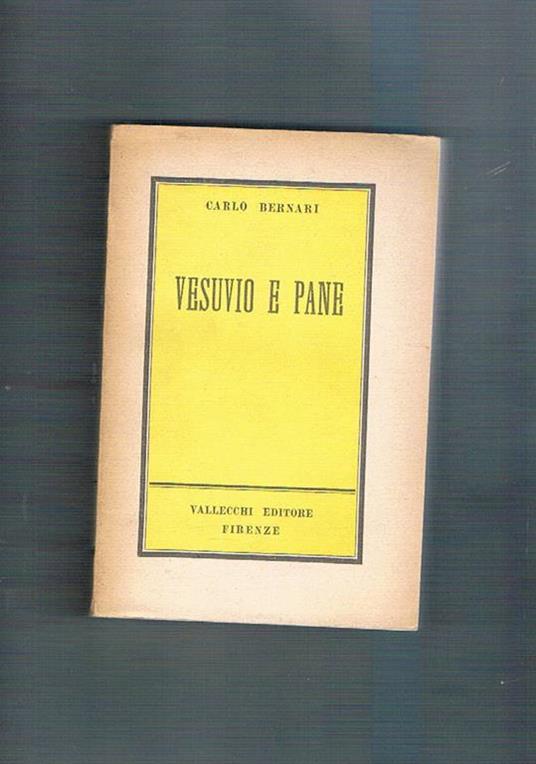 CARLO BERNARI
VESUVIO E PANE
VALLECCHI EDITORE
FIRENZE